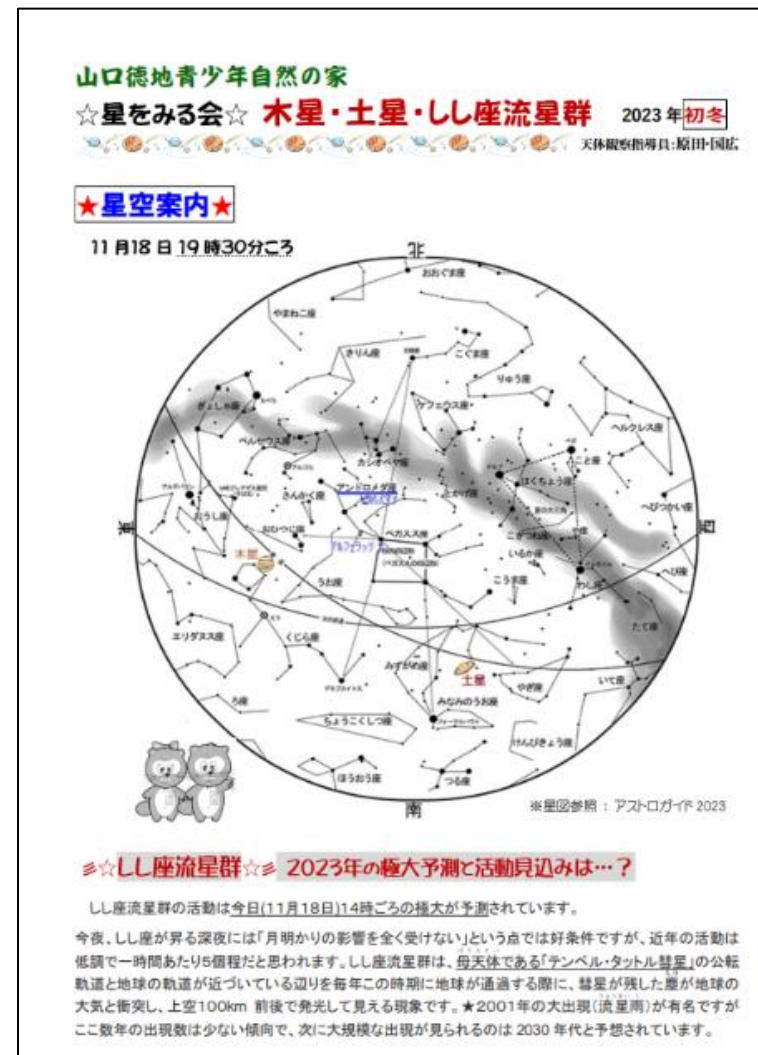 山口徳地青少年自然の家
☆星をみる会☆ 木星・土星・しし座流星群 2023年初冬
天体観察指導員:原田・国広
★星空案内★
11月18日19時30分ころ
北
おおぐま座
やまねこ座
きりん座
こぐま座
りゅう座
ぎょしゃ座
ケフェウス座
ヘルクレス座
ペルセウス座
カシオペヤ座
こと座
はくちょう座
アンドロメダ座
とかげ座
さんかく座
へびつかい座
おうし座
おひつじ座
ペガスス座
こぎつね座
や座
東
西
木星
いるか座
へび座
うお座
こうま座
わし座
たて座
エリダヌス座
くじら座
みずがめ座
土星
やぎ座
いて座
ろ座
みなみのうお座
ちょうこくしつ座
けんびきょう座
ほうおう座
つる座
南
※星図参照 : アストロガイド 2023
☆しし座流星群☆ 2023年の極大予測と活動見込みは…?
しし座流星群の活動は今日(11月18日)14時ごろの極大が予測されています。
今夜、しし座が昇る深夜には「月明かりの影響を全く受けない」という点では好条件ですが、近年の活動は
低調で一時間あたり5個程だと思われます。しし座流星群は、母天体である「テンペル・タットル彗星」の公転
軌道と地球の軌道が近づいている辺りを毎年この時期に地球が通過する際に、彗星が残した塵が地球の
大気と衝突し、上空100km 前後で発光して見える現象です。★2001年の大出現(流星雨)が有名ですが
ここ数年の出現数は少ない傾向で、次に大規模な出現が見られるのは 2030 年代と予想されています。